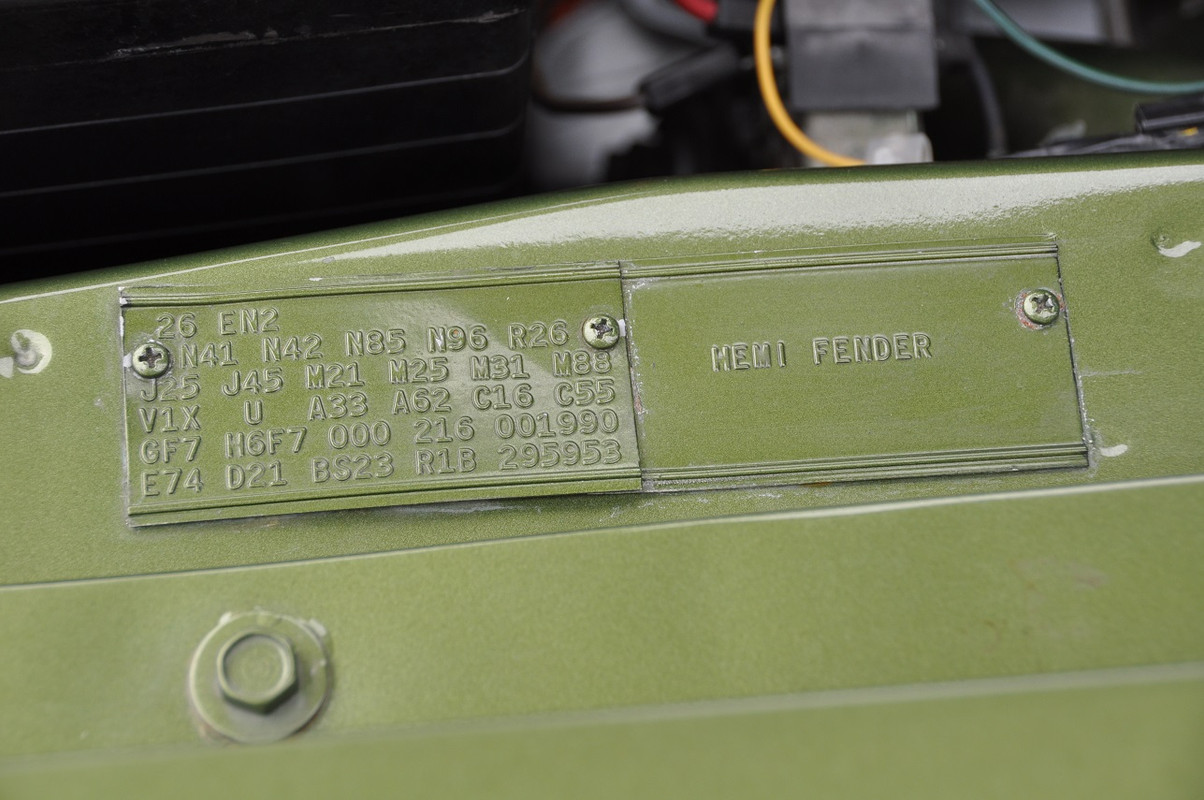 26 EN2
N41 N42 N85 N96 R26
J25 J45 M21 M25 M31 M88
V1X U A33 A62 C16 C55
GF7 H6F7 000 216 001990
E74 D21 BS23 R1B 295953
HEMI FENDER